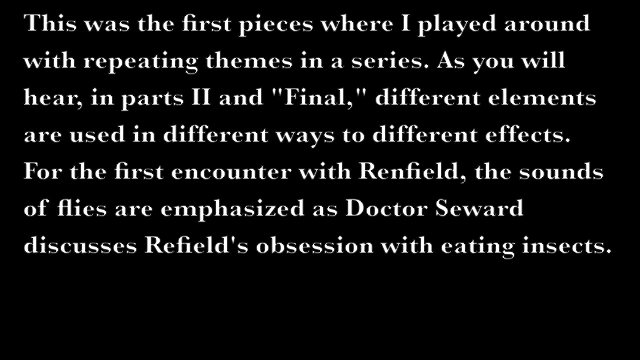 This was the first pieces where I played around
with repeating themes in a series. As you will
hear, in parts II and "Final," different elements
are used in different ways to different effects.
For the first encounter with Renfield, the sounds
of flies are emphasized as Doctor Seward
discusses Refield's obsession with eating insects.